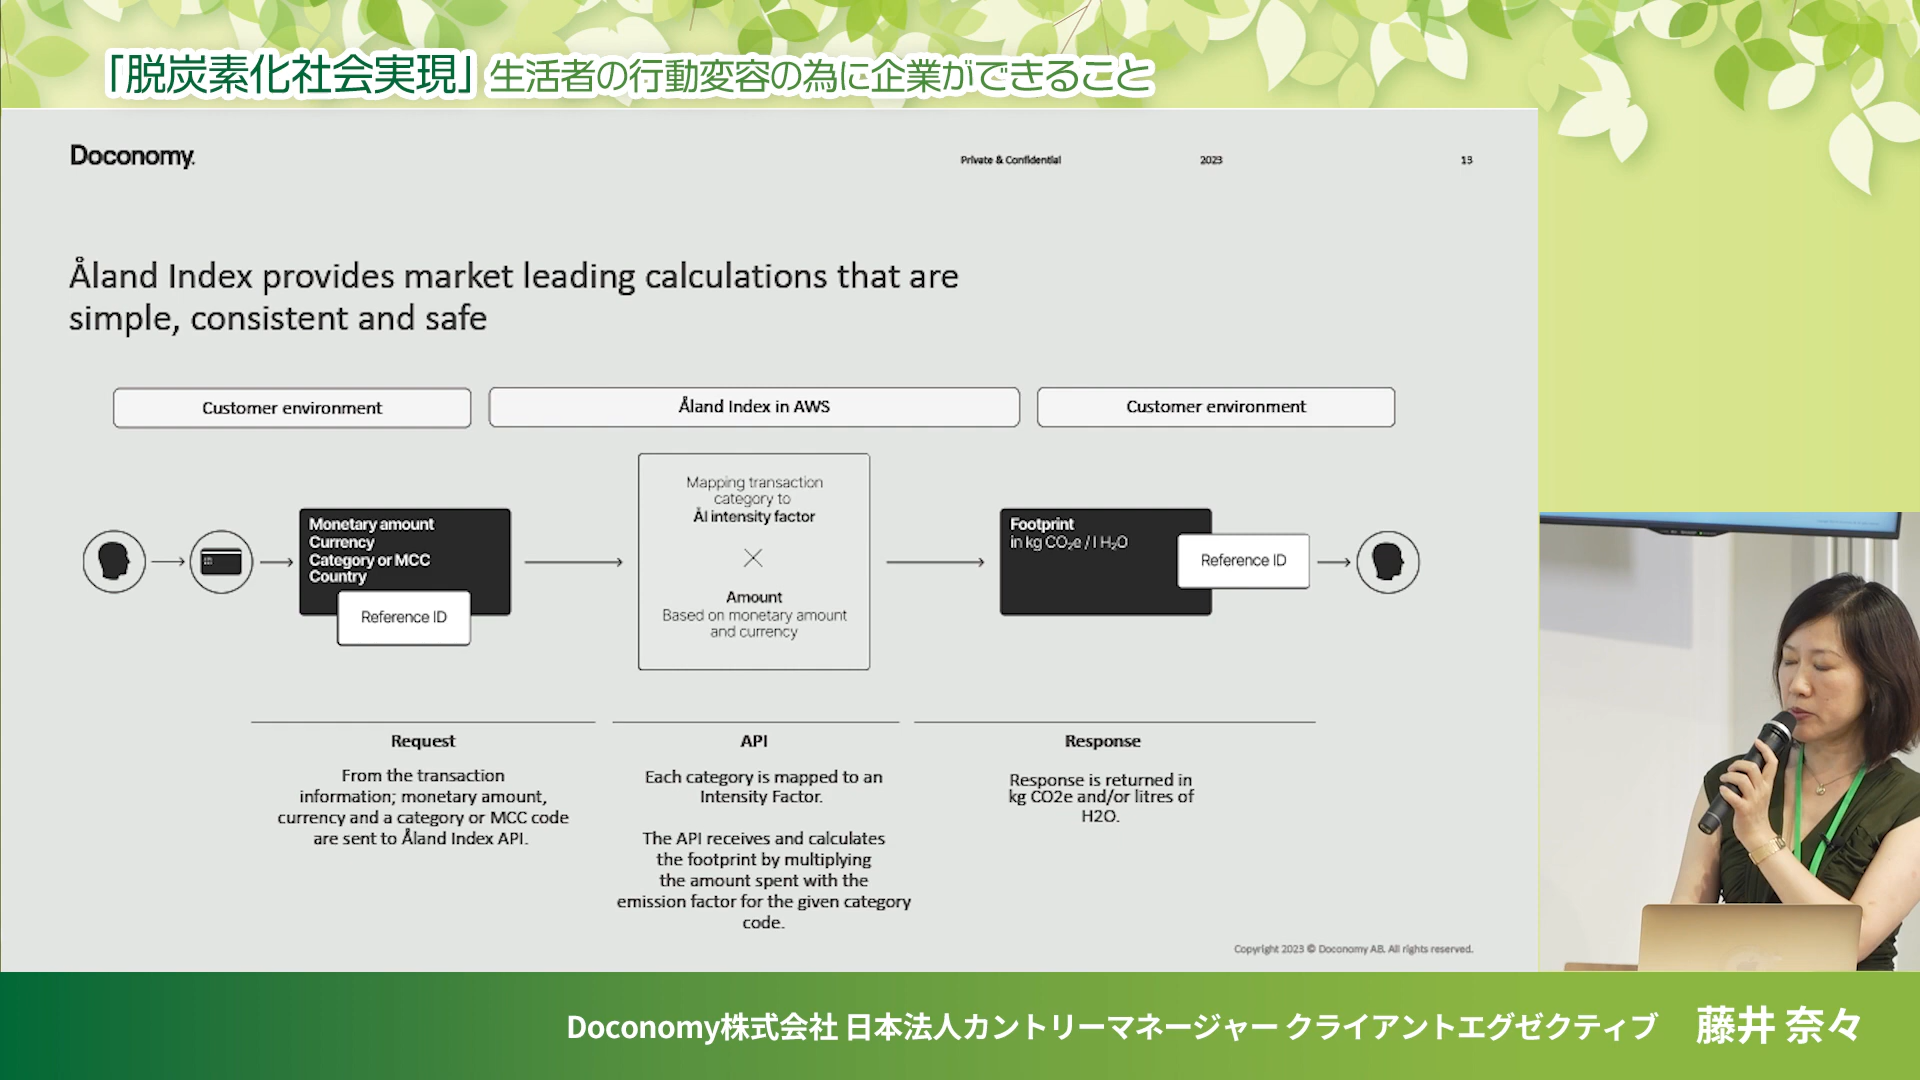 「脱炭素化社会実現」生活者の行動変容の為に企業ができること
Doconomy.
Private & Confidential
2023
13
Åland Index provides market leading calculations that are
simple, consistent and safe
Customer environment
Åland Index in AWS
Customer environment
Monetary amount
Currency
Category or MCC
Country
Reference ID
Mapping transaction
category to
ÅI intensity factor
Amount
Based on monetary amount
and currency
Footprint
in kg CO₂e / l H₂O
Reference ID
Request
From the transaction
information; monetary amount,
currency and a category or MCC code
are sent to Åland Index API.
API
Each category is mapped to an
Intensity Factor.
The API receives and calculates
the footprint by multiplying
the amount spent with the
emission factor for the given category
code.
Response
Response is returned in
kg CO2e and/or litres of
H2O.
Copyright 2023 © Doconomy AB. All rights reserved.
Doconomy株式会社 日本法人カントリーマネージャー クライアントエグゼクティブ 藤井 奈々